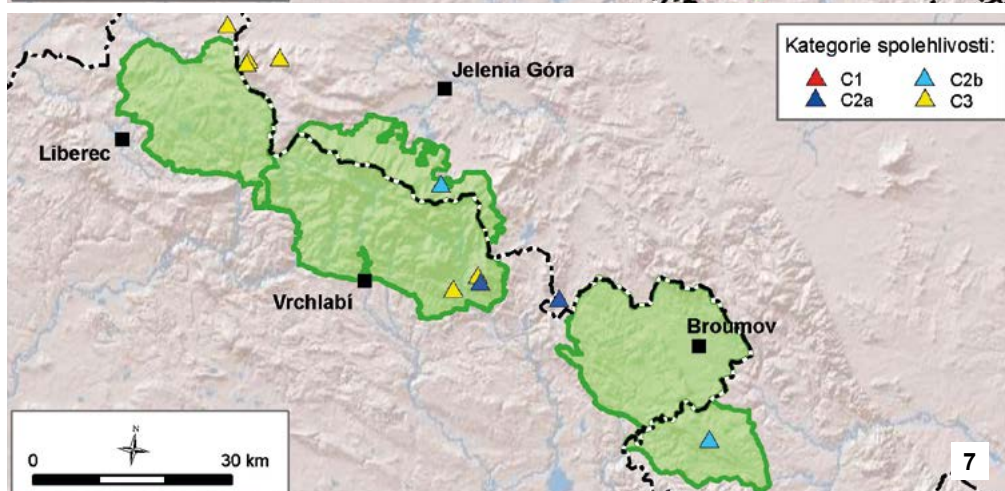 Kategorie spolehlivosti:
C1
C2b
C2a
C3
Jelenia Góra
Liberec
Vrchlabí
Broumov
0
30 km
7